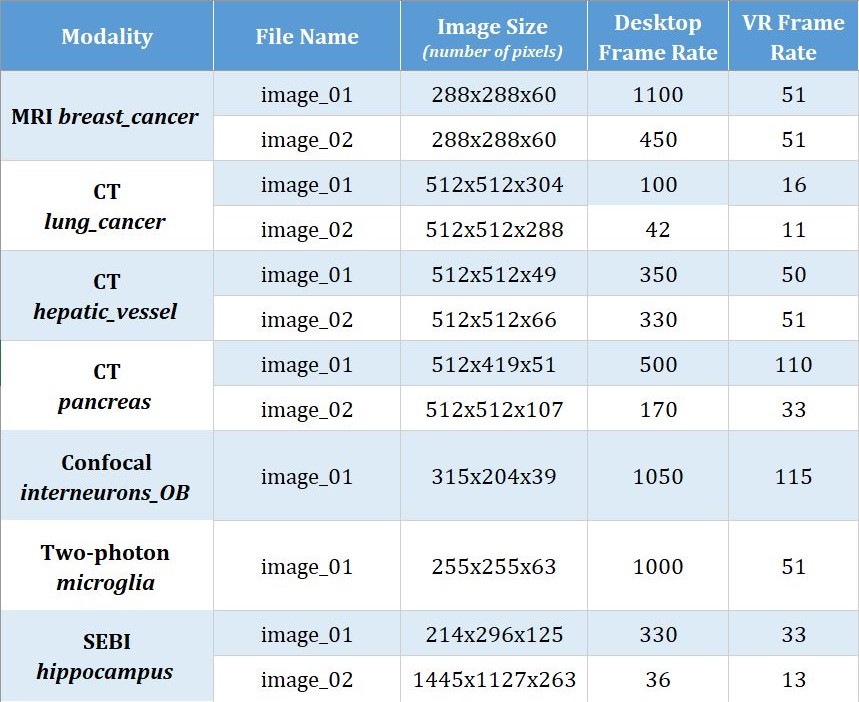 Modality File Name Image Size Desktop VR Frame
(number of pixels) Frame Rate Rate
MRI breast_cancer
image_01 288x288x60 1100 51
image_02 288x288x60 450 51
CT
lung_cancer
image_01 512x512x304 100 16
image_02 512x512x288 42 11
CT
hepatic_vessel
image_01 512x512x49 350 50
image_02 512x512x66 330 51
CT
pancreas
image_01 512x419x51 500 110
image_02 512x512x107 170 33
Confocal
interneurons_OB
image_01 315x204x39 1050 115
Two-photon
microglia
image_01 255x255x63 1000 51
SEBI
hippocampus
image_01 214x296x125 330 33
image_02 1445x1127x263 36 13